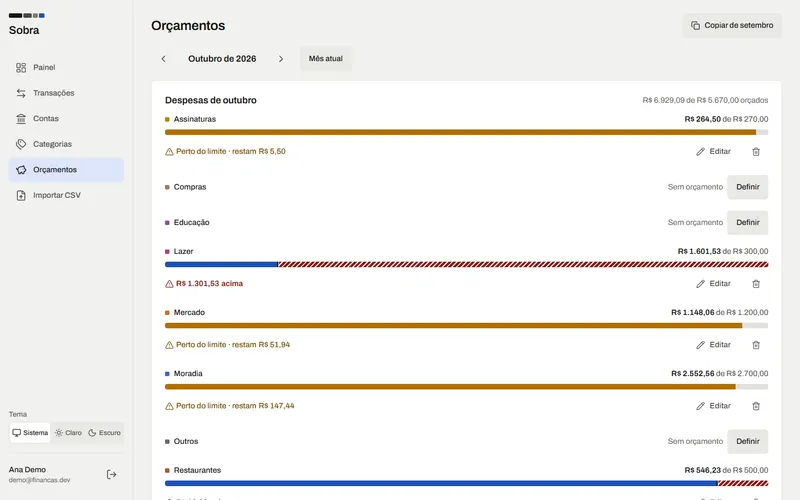 Sobra
Painel
Transações
Contas
Categorias
Orçamentos
Importar CSV
Tema
Sistema
Claro
Escuro
Ana Demo
demo@financas.dev
Orçamentos
Copiar de setembro
Outubro de 2026
Mês atual
Despesas de outubro
R$ 6.929,09 de R$ 5.670,00 orçados
Assinaturas
R$ 264,50 de R$ 270,00
Perto do limite · restam R$ 5,50
Editar
Compras
Sem orçamento
Definir
Educação
Sem orçamento
Definir
Lazer
R$ 1.601,53 de R$ 300,00
R$ 1.301,53 acima
Editar
Mercado
R$ 1.148,06 de R$ 1.200,00
Perto do limite · restam R$ 51,94
Editar
Moradia
R$ 2.552,56 de R$ 2.700,00
Perto do limite · restam R$ 147,44
Editar
Outros
Sem orçamento
Definir
Restaurantes
R$ 546,23 de R$ 500,00